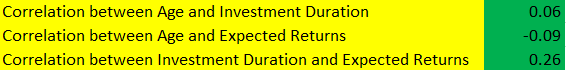 Correlation between Age and Investment Duration 0.06
Correlation between Age and Expected Returns -0.09
Correlation between Investment Duration and Expected Returns 0.26